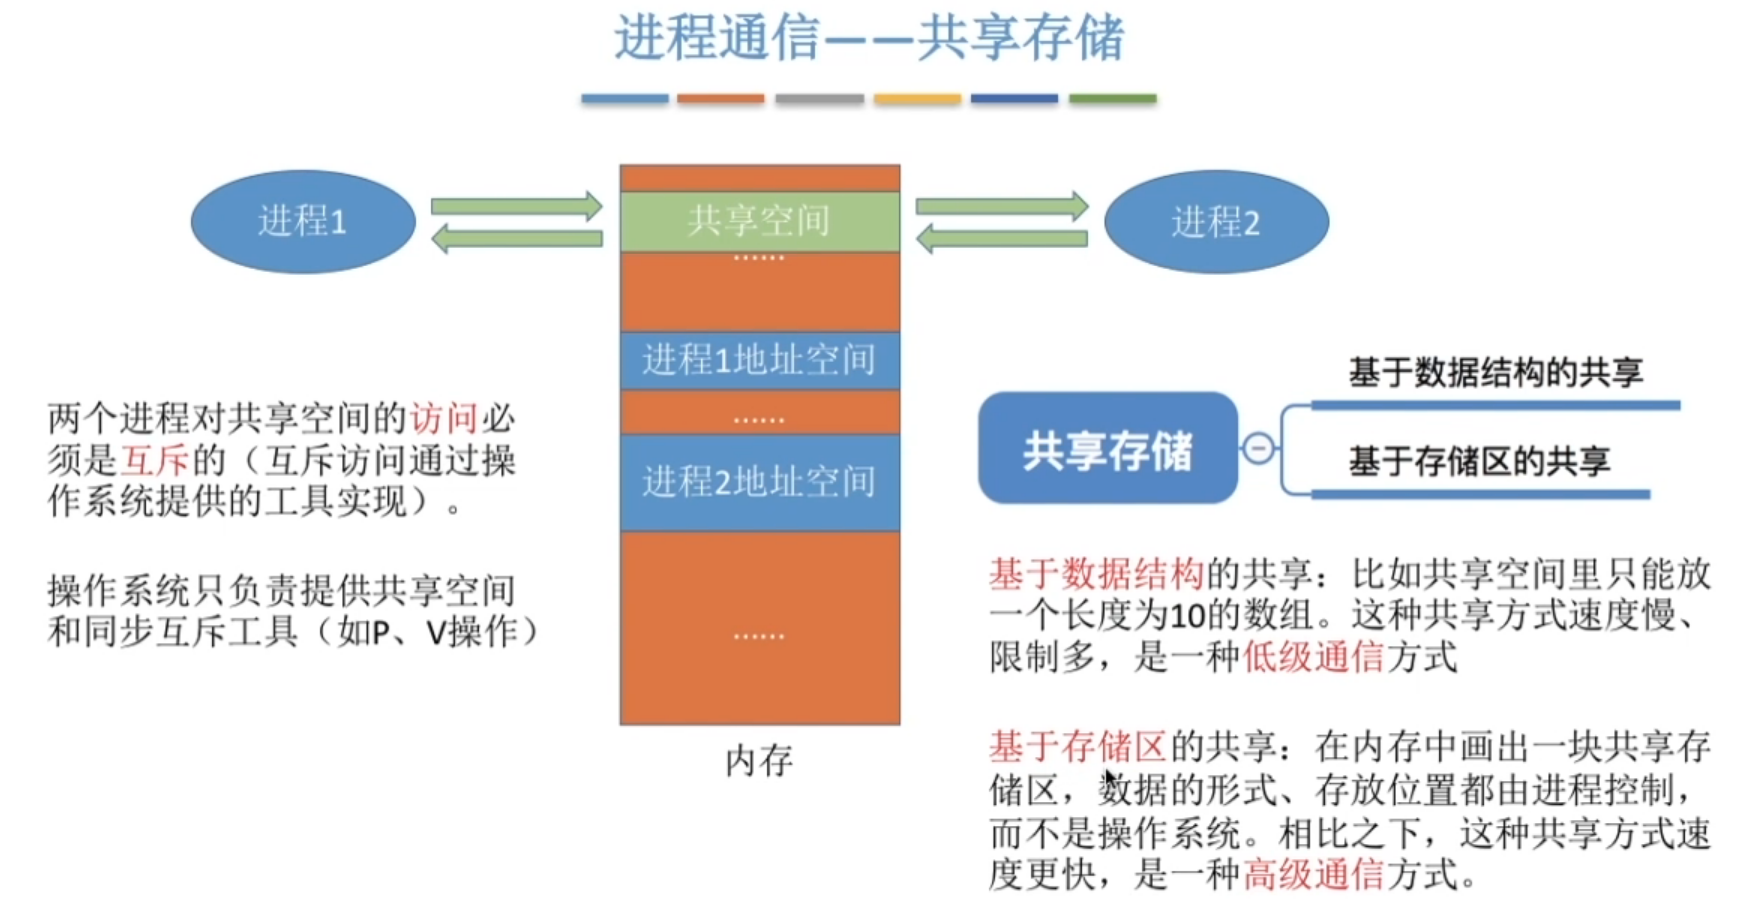 进程通信——共享存储
进程1
共享空间
进程2
……
进程1地址空间
……
进程2地址空间
……
内存
两个进程对共享空间的访问必
须是互斥的（互斥访问通过操
作系统提供的工具实现）。
操作系统只负责提供共享空间
和同步互斥工具（如P、V操作）
共享存储
基于数据结构的共享
基于存储区的共享
基于数据结构的共享：比如共享空间里只能放
一个长度为10的数组。这种共享方式速度慢、
限制多，是一种低级通信方式
基于存储区的共享：在内存中画出一块共享存
储区，数据的形式、存放位置都由进程控制，
而不是操作系统。相比之下，这种共享方式速
度更快，是一种高级通信方式。